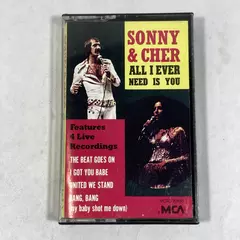 SONNY
& CHER
ALL I EVER
NEED IS YOU
Features
4 Live
Recordings
THE BEAT GOES ON
I GOT YOU BABE
UNITED WE STAND
BANG, BANG
(my baby shot me down)
MCA